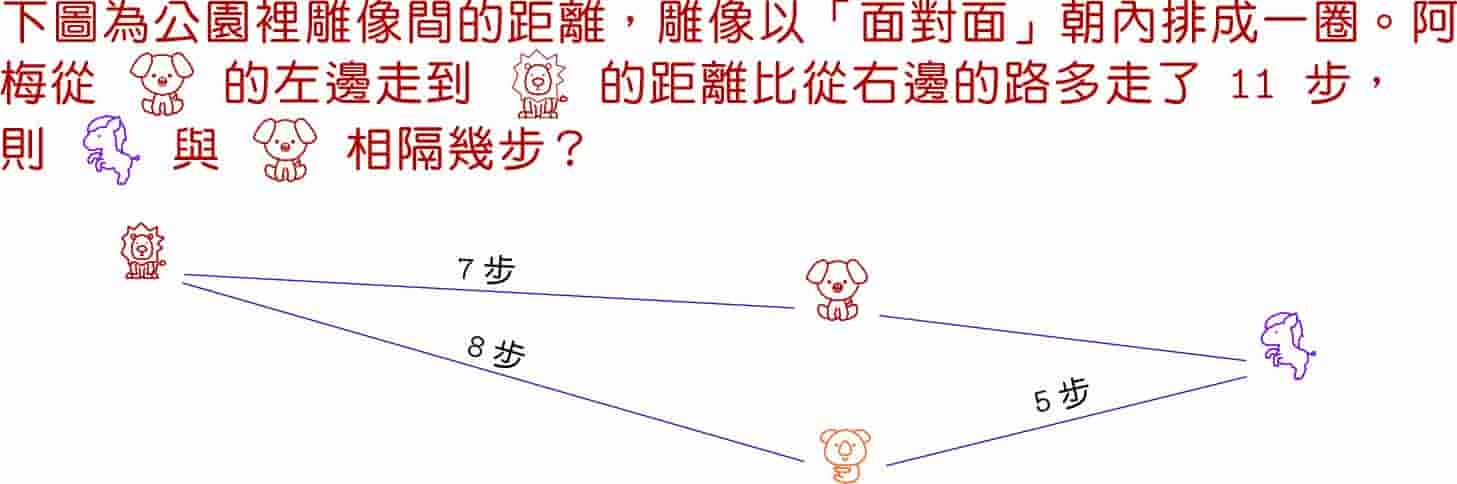 下圖為公園裡雕像間的距離，雕像以「面對面」朝內排成一圈。阿
梅從 的左邊走到 的距離比從右邊的路多走了 11 步，
則 與 相隔幾步？
7 步
8 步
5 步